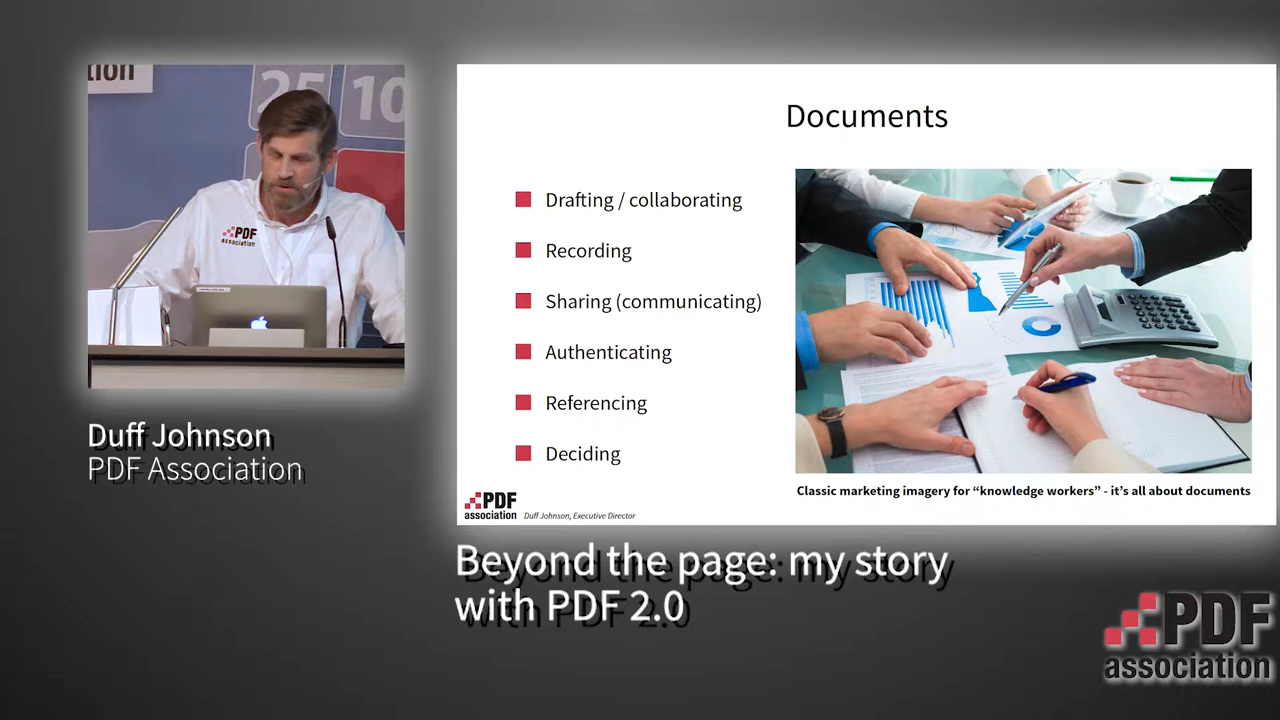 tion
25
10
PDF
association
Duff Johnson
PDF Association
Documents
Drafting / collaborating
Recording
Sharing (communicating)
Authenticating
Referencing
Deciding
Classic marketing imagery for “knowledge workers” - it’s all about documents
PDF
association
Duff Johnson, Executive Director
Beyond the page: my story
with PDF 2.0
PDF
association